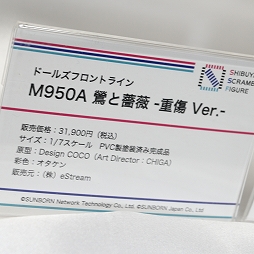 SHIBUYA
SCRAMBLE
FIGURE
ドールズフロントライン
M950A 鶯と薔薇 -重傷 Ver.-
販売価格：31,900円（税込）
サイズ：1/7スケール PVC製塗装済み完成品
原型：Design COCO（Art Director：CHIGA）
彩色：オタケン
販売元：（株）eStream
©SUNBORN Network Technology Co., Ltd. ©SUNBORN Japan Co., Ltd